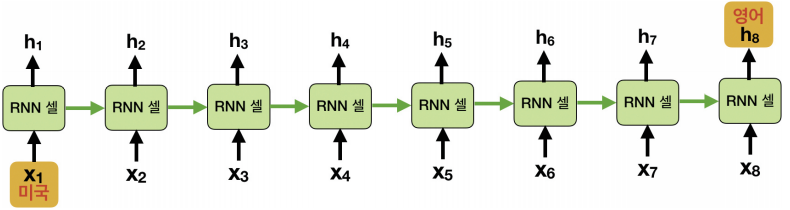 h1 h2 h3 h4 h5 h6 h7 영어 h8
RNN 셀 RNN 셀 RNN 셀 RNN 셀 RNN 셀 RNN 셀 RNN 셀 RNN 셀
x1 x2 x3 x4 x5 x6 x7 x8
미국